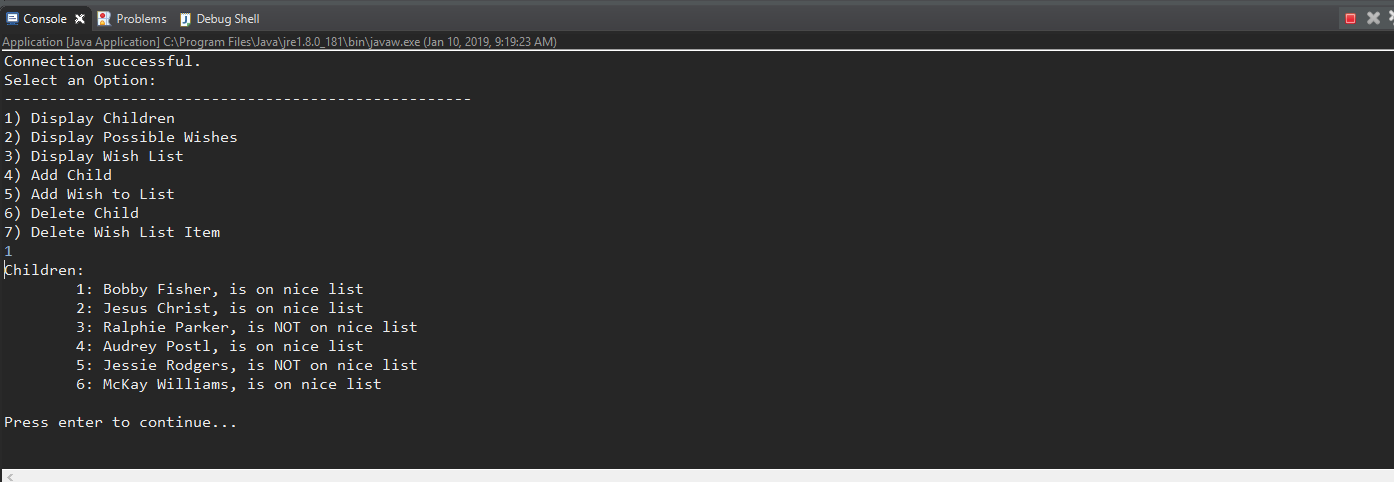 Console Problems Debug Shell
Application [Java Application] C:\Program Files\Java\jre1.8.0_181\bin\javaw.exe (Jan 10, 2019, 9:19:23 AM)
Connection successful.
Select an Option:
----------------------------------------------------
1) Display Children
2) Display Possible Wishes
3) Display Wish List
4) Add Child
5) Add Wish to List
6) Delete Child
7) Delete Wish List Item
1
Children:
1: Bobby Fisher, is on nice list
2: Jesus Christ, is on nice list
3: Ralphie Parker, is NOT on nice list
4: Audrey Postl, is on nice list
5: Jessie Rodgers, is NOT on nice list
6: McKay Williams, is on nice list
Press enter to continue...